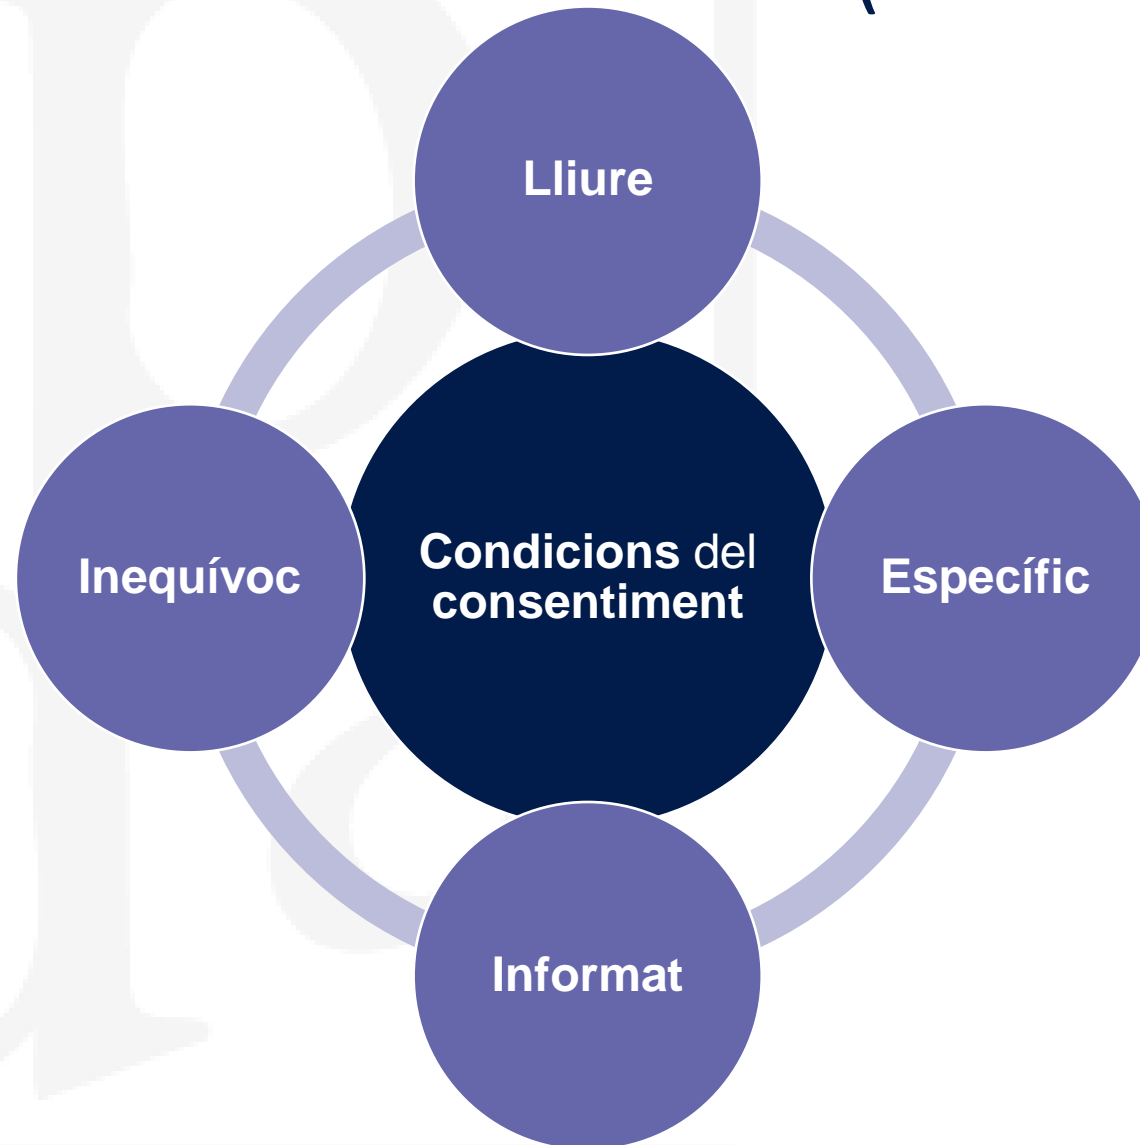 Lliure
Inequívoc
Condicions del
consentiment
Específic
Informat